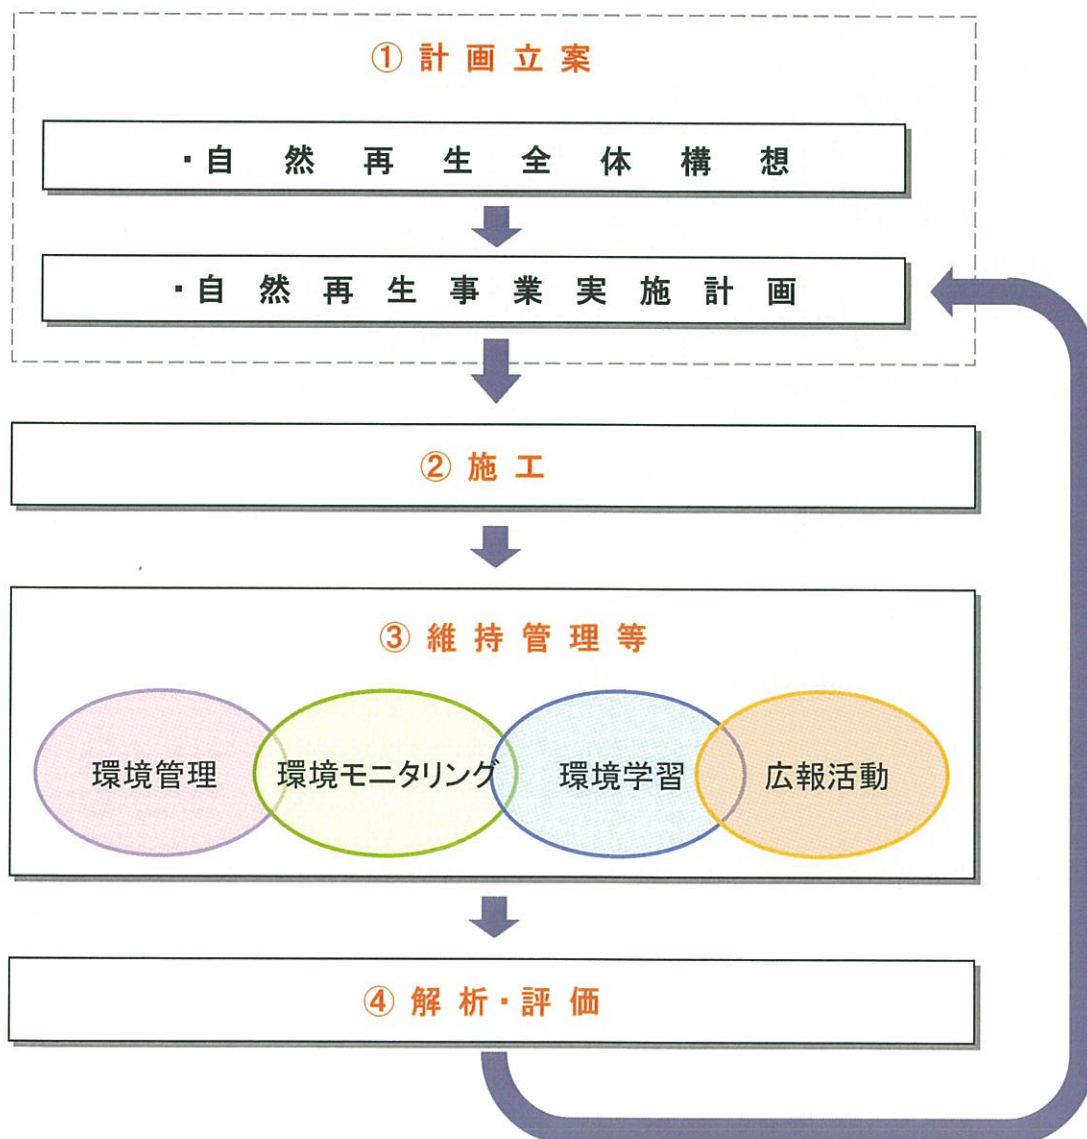 ① 計画立案
・自然再生全体構想
・自然再生事業実施計画
② 施工
③ 維持管理等
環境管理
環境モニタリング
環境学習
広報活動
④ 解析・評価